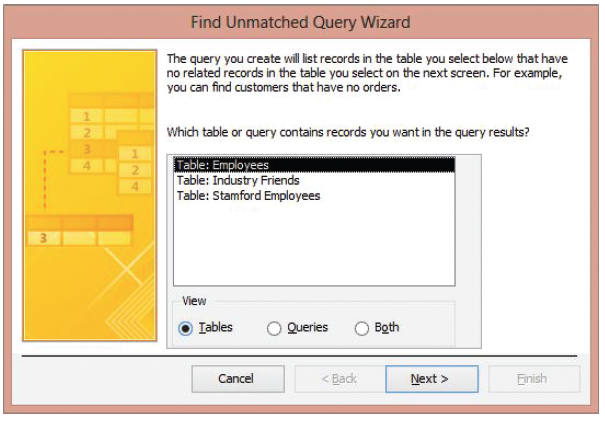 Find Unmatched Query Wizard
The query you create will list records in the table you select below that have
no related records in the table you select on the next screen. For example,
you can find customers that have no orders.
Which table or query contains records you want in the query results?
1
2
3
4
1
2
4
3
Table: Employees
Table: Industry Friends
Table: Stamford Employees
View
Tables Queries Both
Cancel < Back Next > Finish